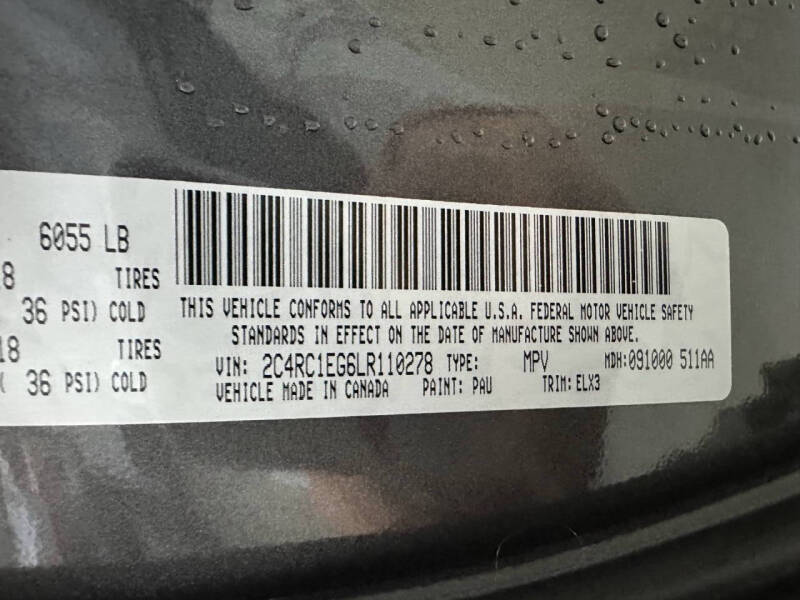 6055 LB
18 TIRES
36 PSI) COLD
18 TIRES
( 36 PSI) COLD
THIS VEHICLE CONFORMS TO ALL APPLICABLE U.S.A. FEDERAL MOTOR VEHICLE SAFETY
STANDARDS IN EFFECT ON THE DATE OF MANUFACTURE SHOWN ABOVE.
VIN: 2C4RC1EG6LR110278 TYPE: MPV MDH:091000 511AA
VEHICLE MADE IN CANADA PAINT: PAU TRIM: ELX3